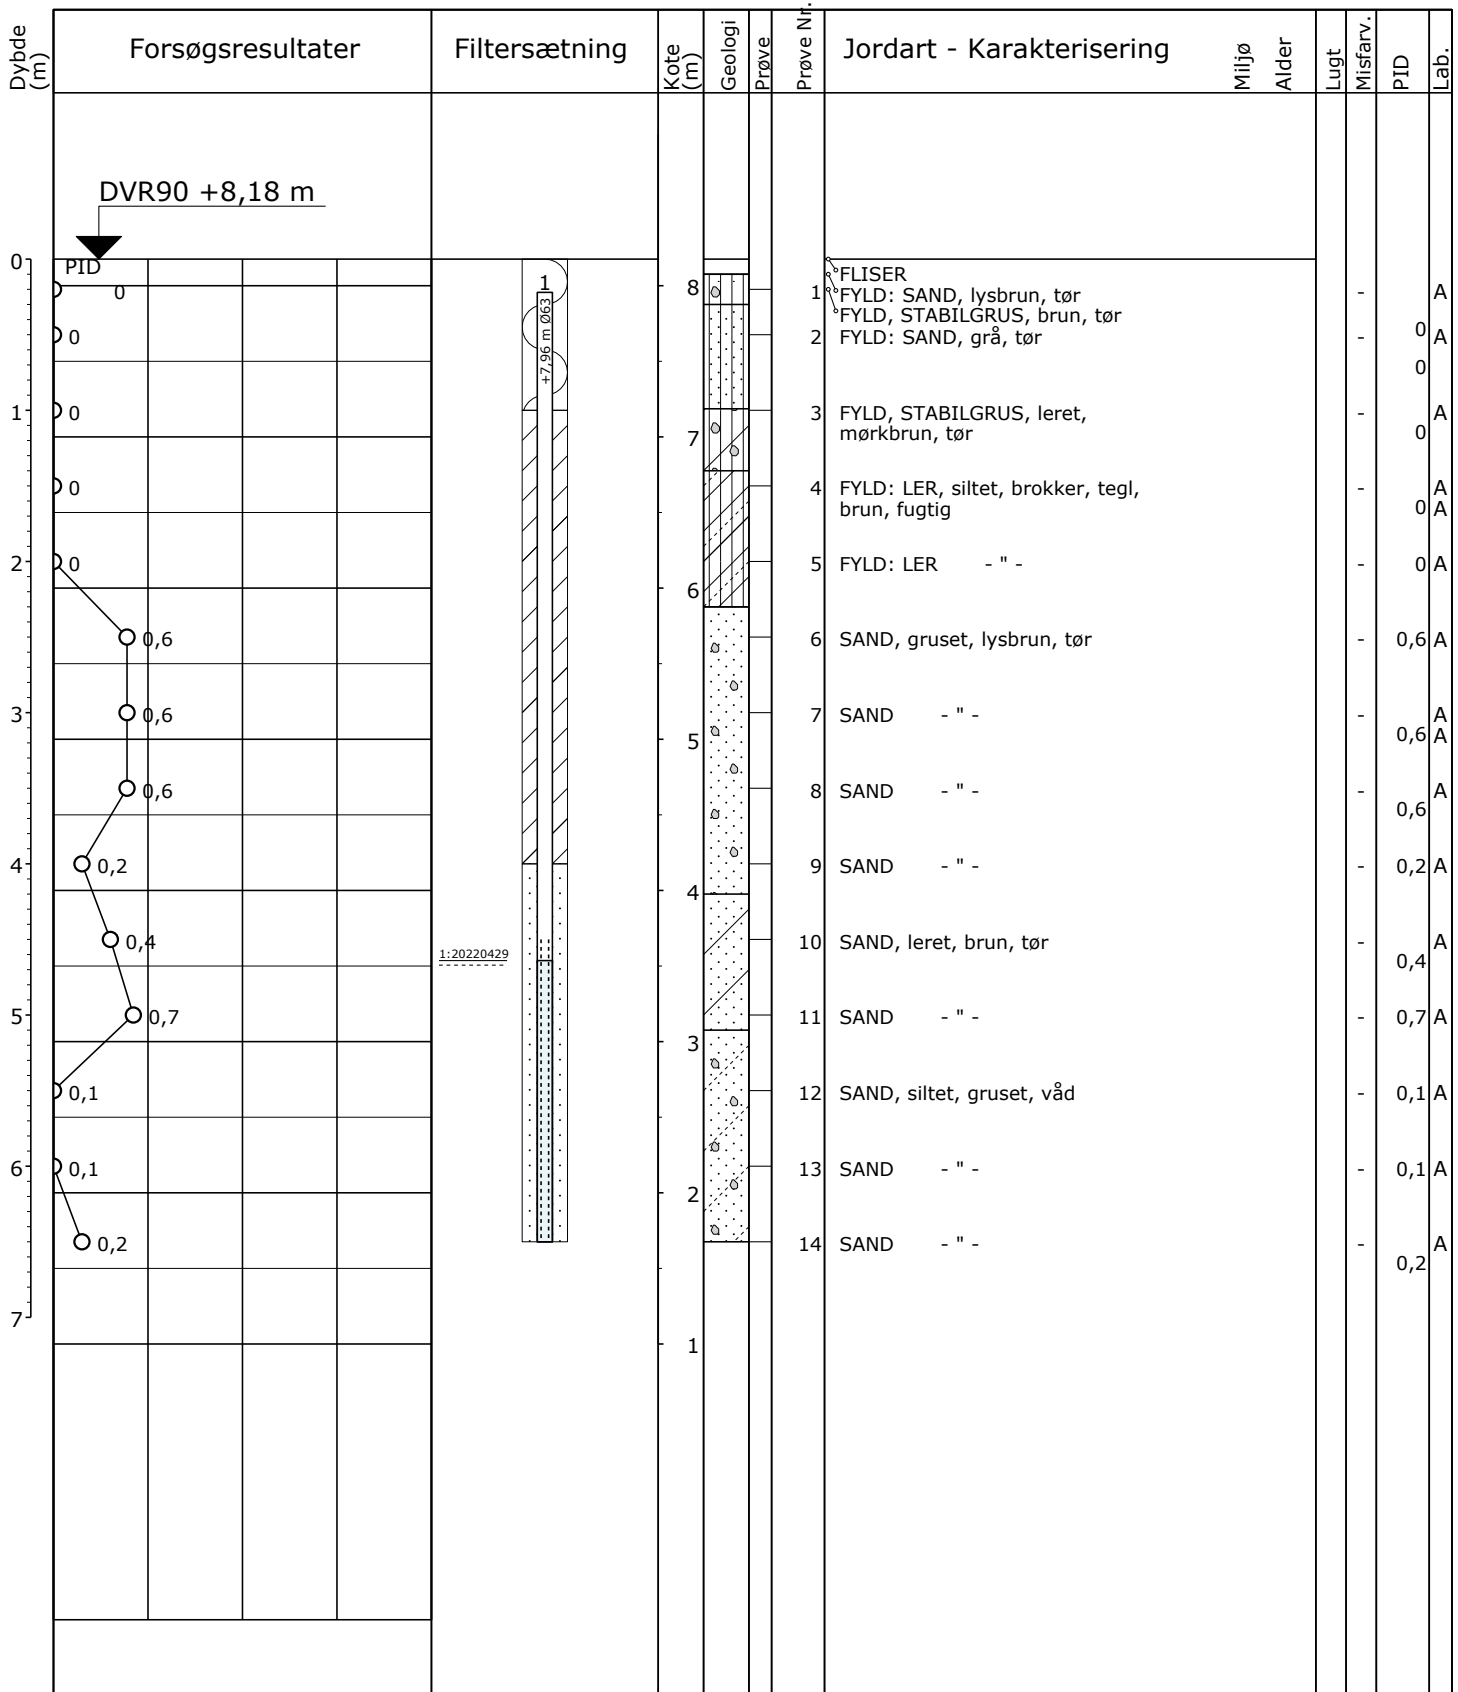 Dybde (m)
Forsøgsresultater
Filtersætning
Kote (m)
Geologi
Prøve
Prøve Nr.
Jordart - Karakterisering
Miljø
Alder
Lugt
Misfarv.
PID
Lab.
DVR90 +8,18 m
0
PID
1
+7,96 m Ø63
FLISER
0
8
1 FYLD: SAND, lysbrun, tør - A
FYLD, STABILGRUS, brun, tør
0
0
2 FYLD: SAND, grå, tør - A
0
1
0
3 FYLD, STABILGRUS, leret, - A
mørkbrun, tør 0
7
0
4 FYLD: LER, siltet, brokker, tegl, - A
brun, fugtig 0 A
2
0
5 FYLD: LER - " - - 0 A
6
0,6
6 SAND, gruset, lysbrun, tør - 0,6 A
3
0,6
7 SAND - " - - A
0,6 A
5
0,6
8 SAND - " - - A
0,6
4
0,2
9 SAND - " - - 0,2 A
4
0,4
10 SAND, leret, brun, tør - A
1:20220429
0,4
5
0,7
11 SAND - " - - 0,7 A
3
0,1
12 SAND, siltet, gruset, våd - 0,1 A
6
0,1
13 SAND - " - - 0,1 A
2
0,2
14 SAND - " - - A
0,2
7
1